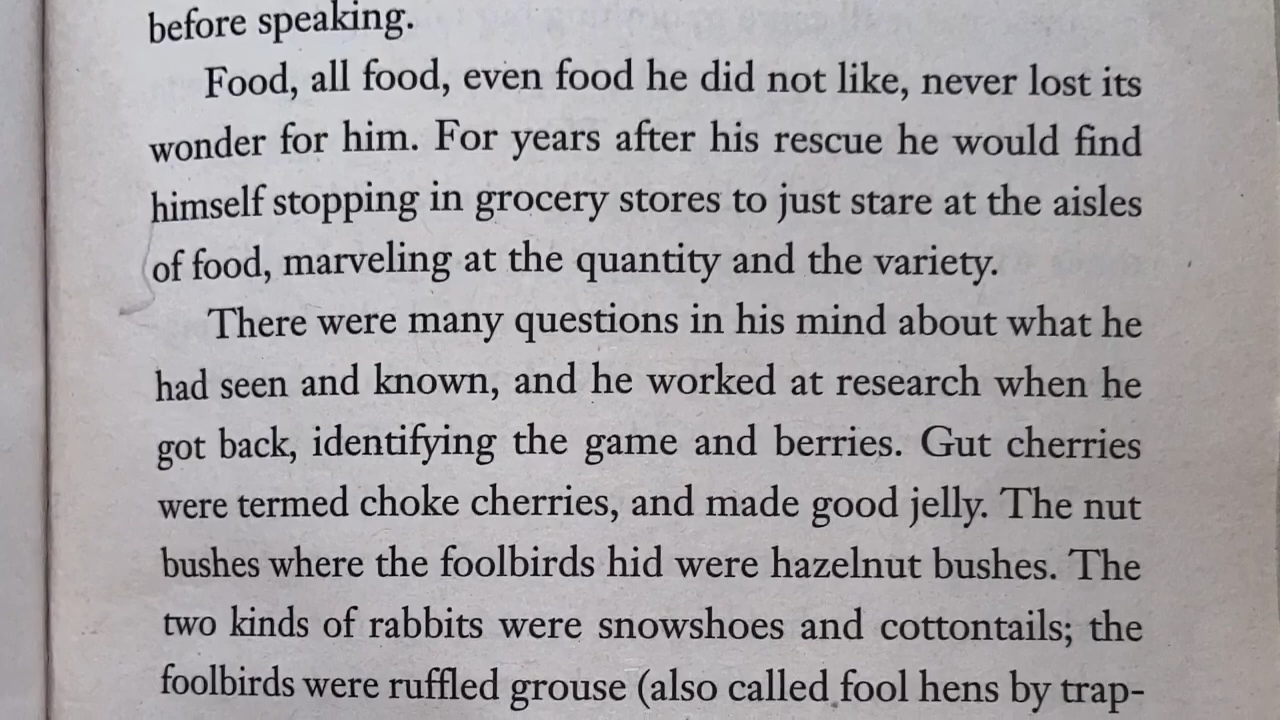 before speaking.
Food, all food, even food he did not like, never lost its
wonder for him. For years after his rescue he would find
himself stopping in grocery stores to just stare at the aisles
of food, marveling at the quantity and the variety.
There were many questions in his mind about what he
had seen and known, and he worked at research when he
got back, identifying the game and berries. Gut cherries
were termed choke cherries, and made good jelly. The nut
bushes where the foolbirds hid were hazelnut bushes. The
two kinds of rabbits were snowshoes and cottontails; the
foolbirds were ruffled grouse (also called fool hens by trap-